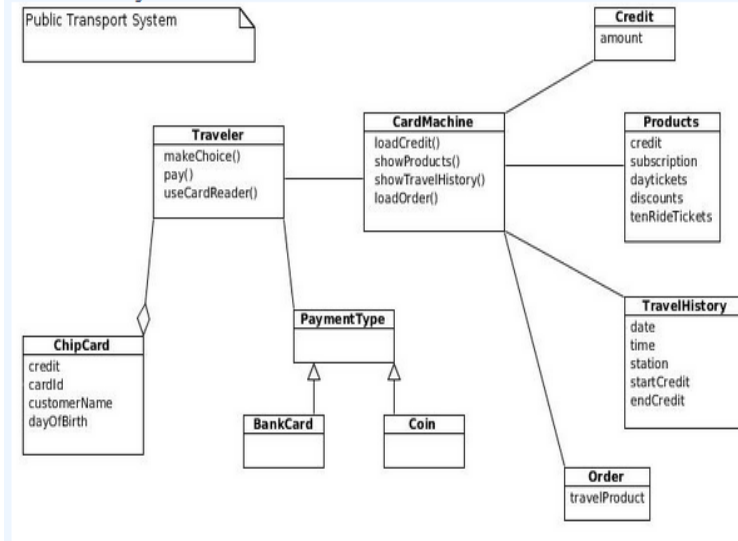 Public Transport System
Credit
amount
CardMachine
loadCredit()
showProducts()
showTravelHistory()
loadOrder()
Products
credit
subscription
daytickets
discounts
tenRideTickets
Traveler
makeChoice()
pay()
useCardReader()
PaymentType
TravelHistory
date
time
station
startCredit
endCredit
ChipCard
credit
cardId
customerName
dayOfBirth
BankCard
Coin
Order
travelProduct